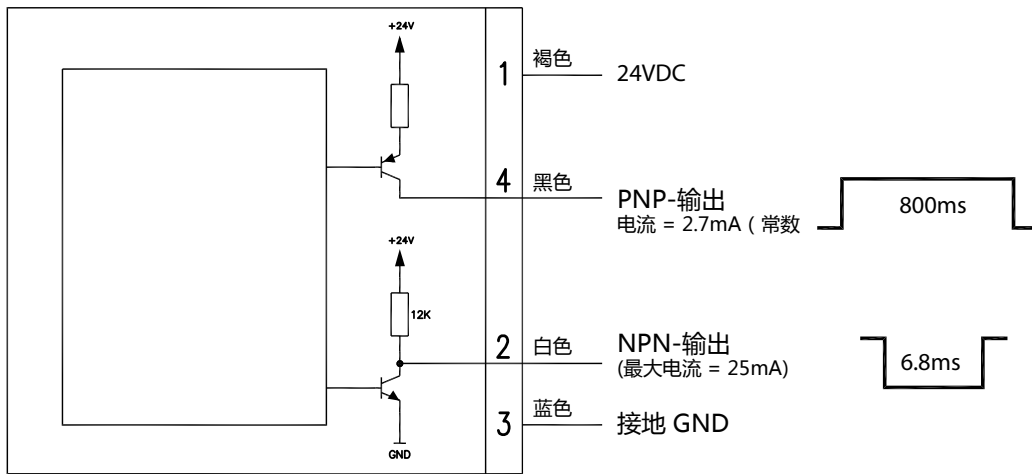 +24V
1
褐色
24VDC
4
黑色
PNP-输出
电流 = 2.7mA ( 常数
800ms
+24V
12K
2
白色
NPN-输出
(最大电流 = 25mA)
6.8ms
3
蓝色
接地 GND
GND